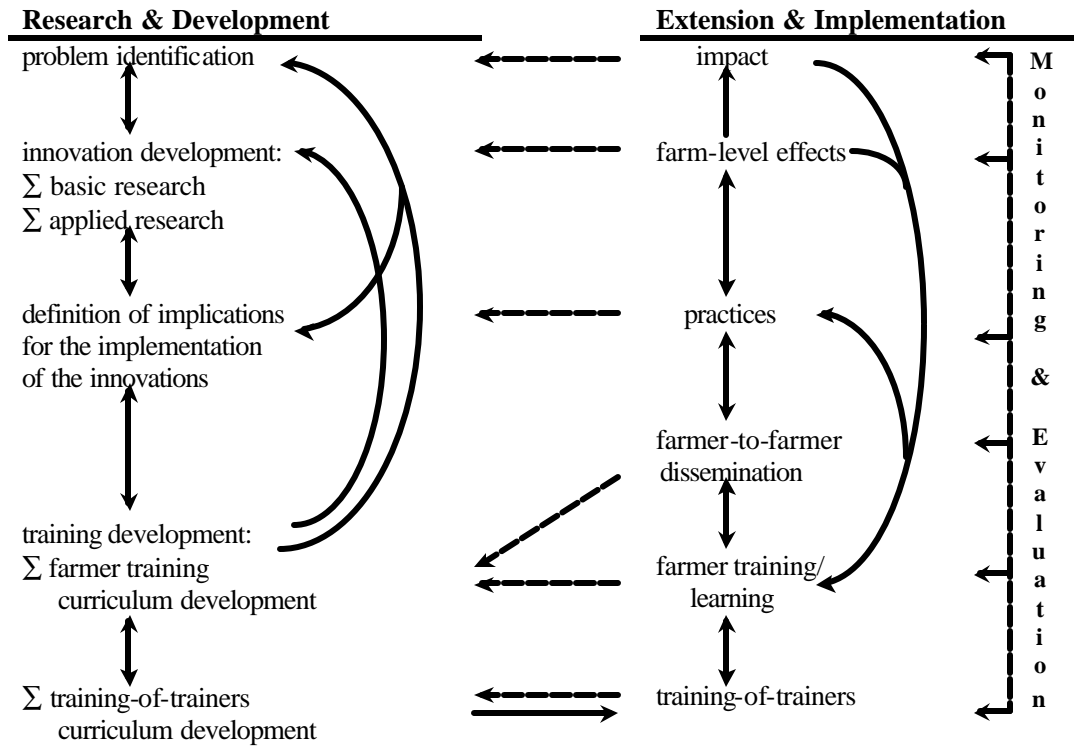 Research & Development
problem identification
innovation development:
∑ basic research
∑ applied research
definition of implications
for the implementation
of the innovations
training development:
∑ farmer training
curriculum development
∑ training-of-trainers
curriculum development
Extension & Implementation
impact
farm-level effects
practices
farmer-to-farmer
dissemination
farmer training/
learning
training-of-trainers
Monitoring & Evaluation